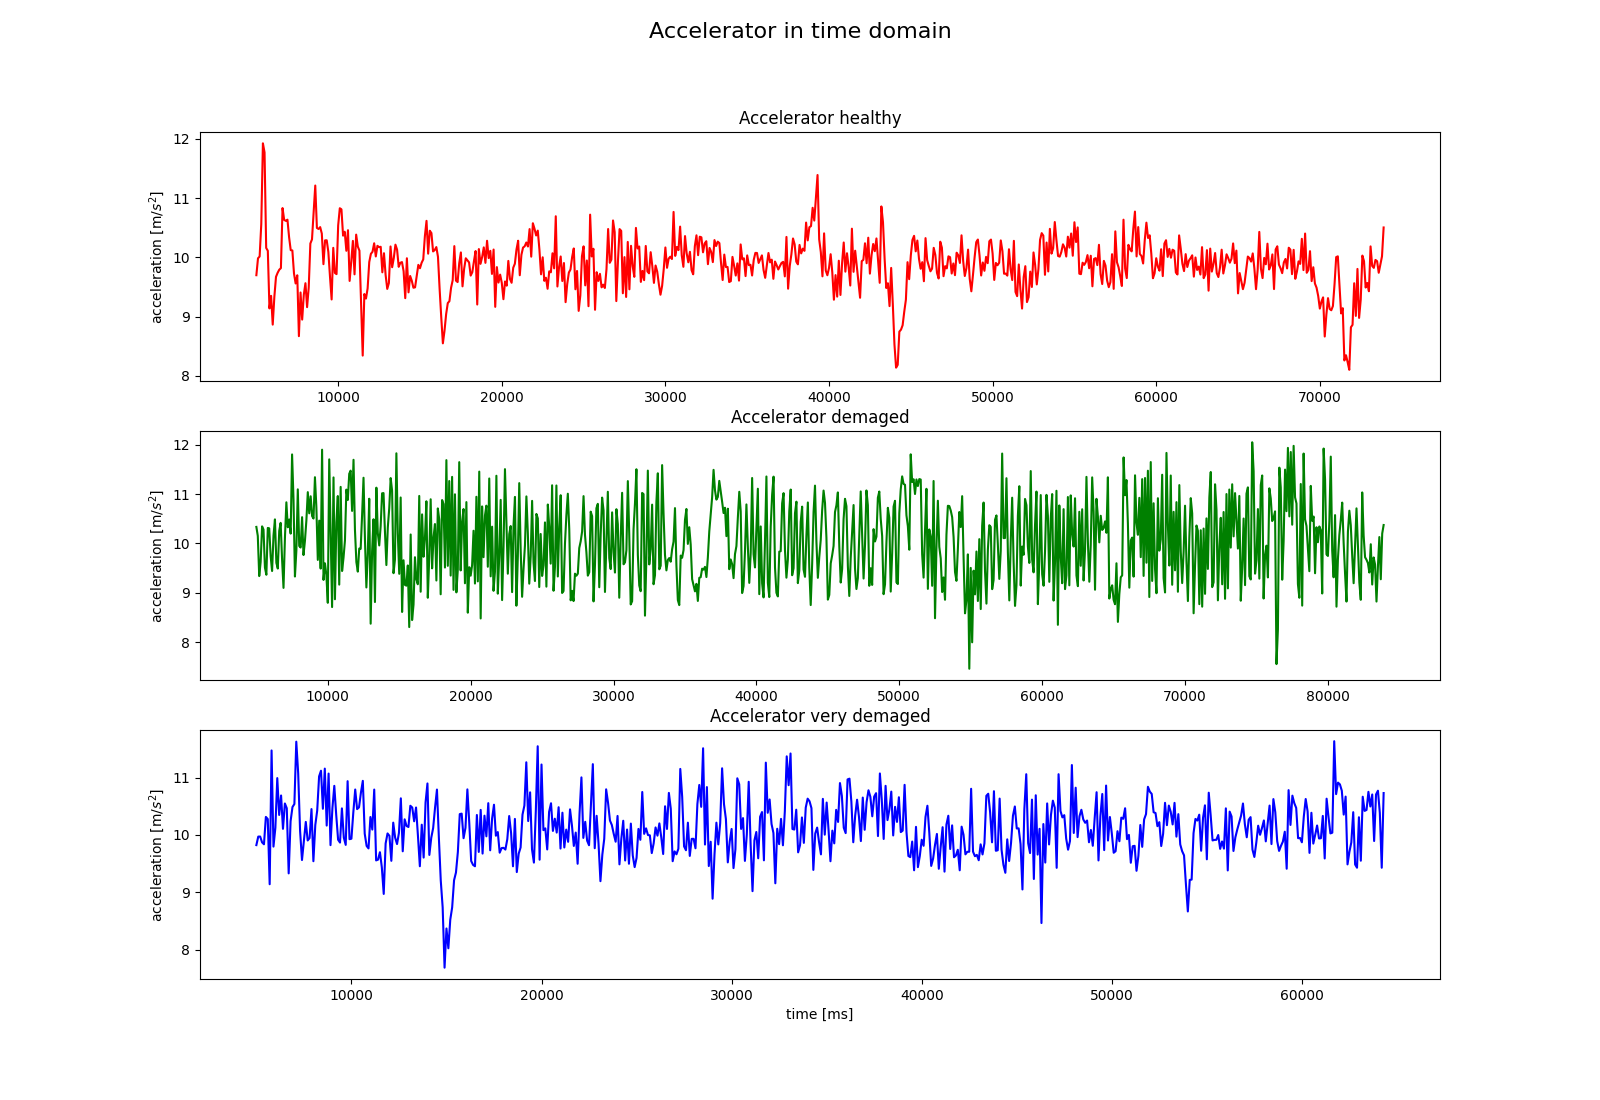 Accelerator in time domain
Accelerator healthy
acceleration [m/s²]
12
11
10
9
8
10000 20000 30000 40000 50000 60000 70000
Accelerator demaged
acceleration [m/s²]
12
11
10
9
8
10000 20000 30000 40000 50000 60000 70000 80000
Accelerator very demaged
acceleration [m/s²]
11
10
9
8
10000 20000 30000 40000 50000 60000
time [ms]